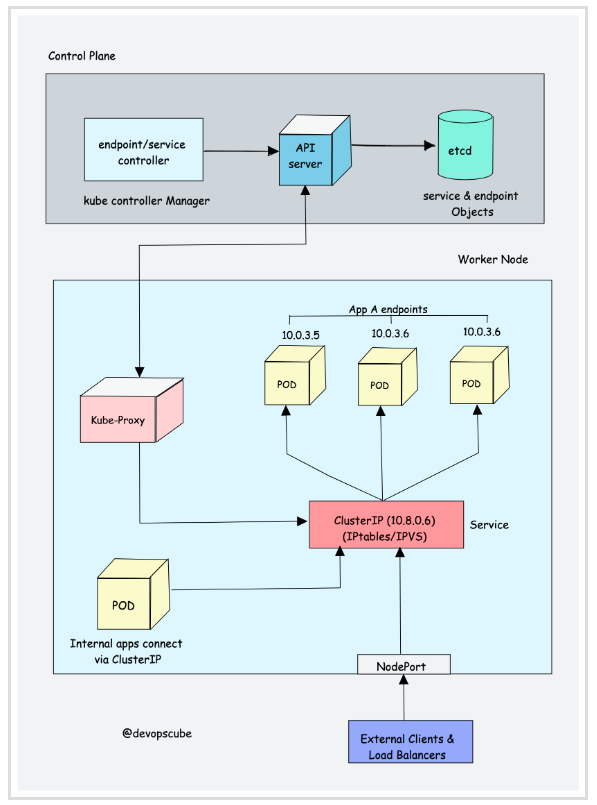 Control Plane
endpoint/service
controller
API
server
etcd
kube controller Manager
service & endpoint
Objects
Worker Node
App A endpoints
10.0.3.5
10.0.3.6
10.0.3.6
POD
POD
POD
Kube-Proxy
ClusterIP (10.8.0.6)
(IPtables/IPVS)
Service
POD
Internal apps connect
via ClusterIP
NodePort
@devopscube
External Clients &
Load Balancers